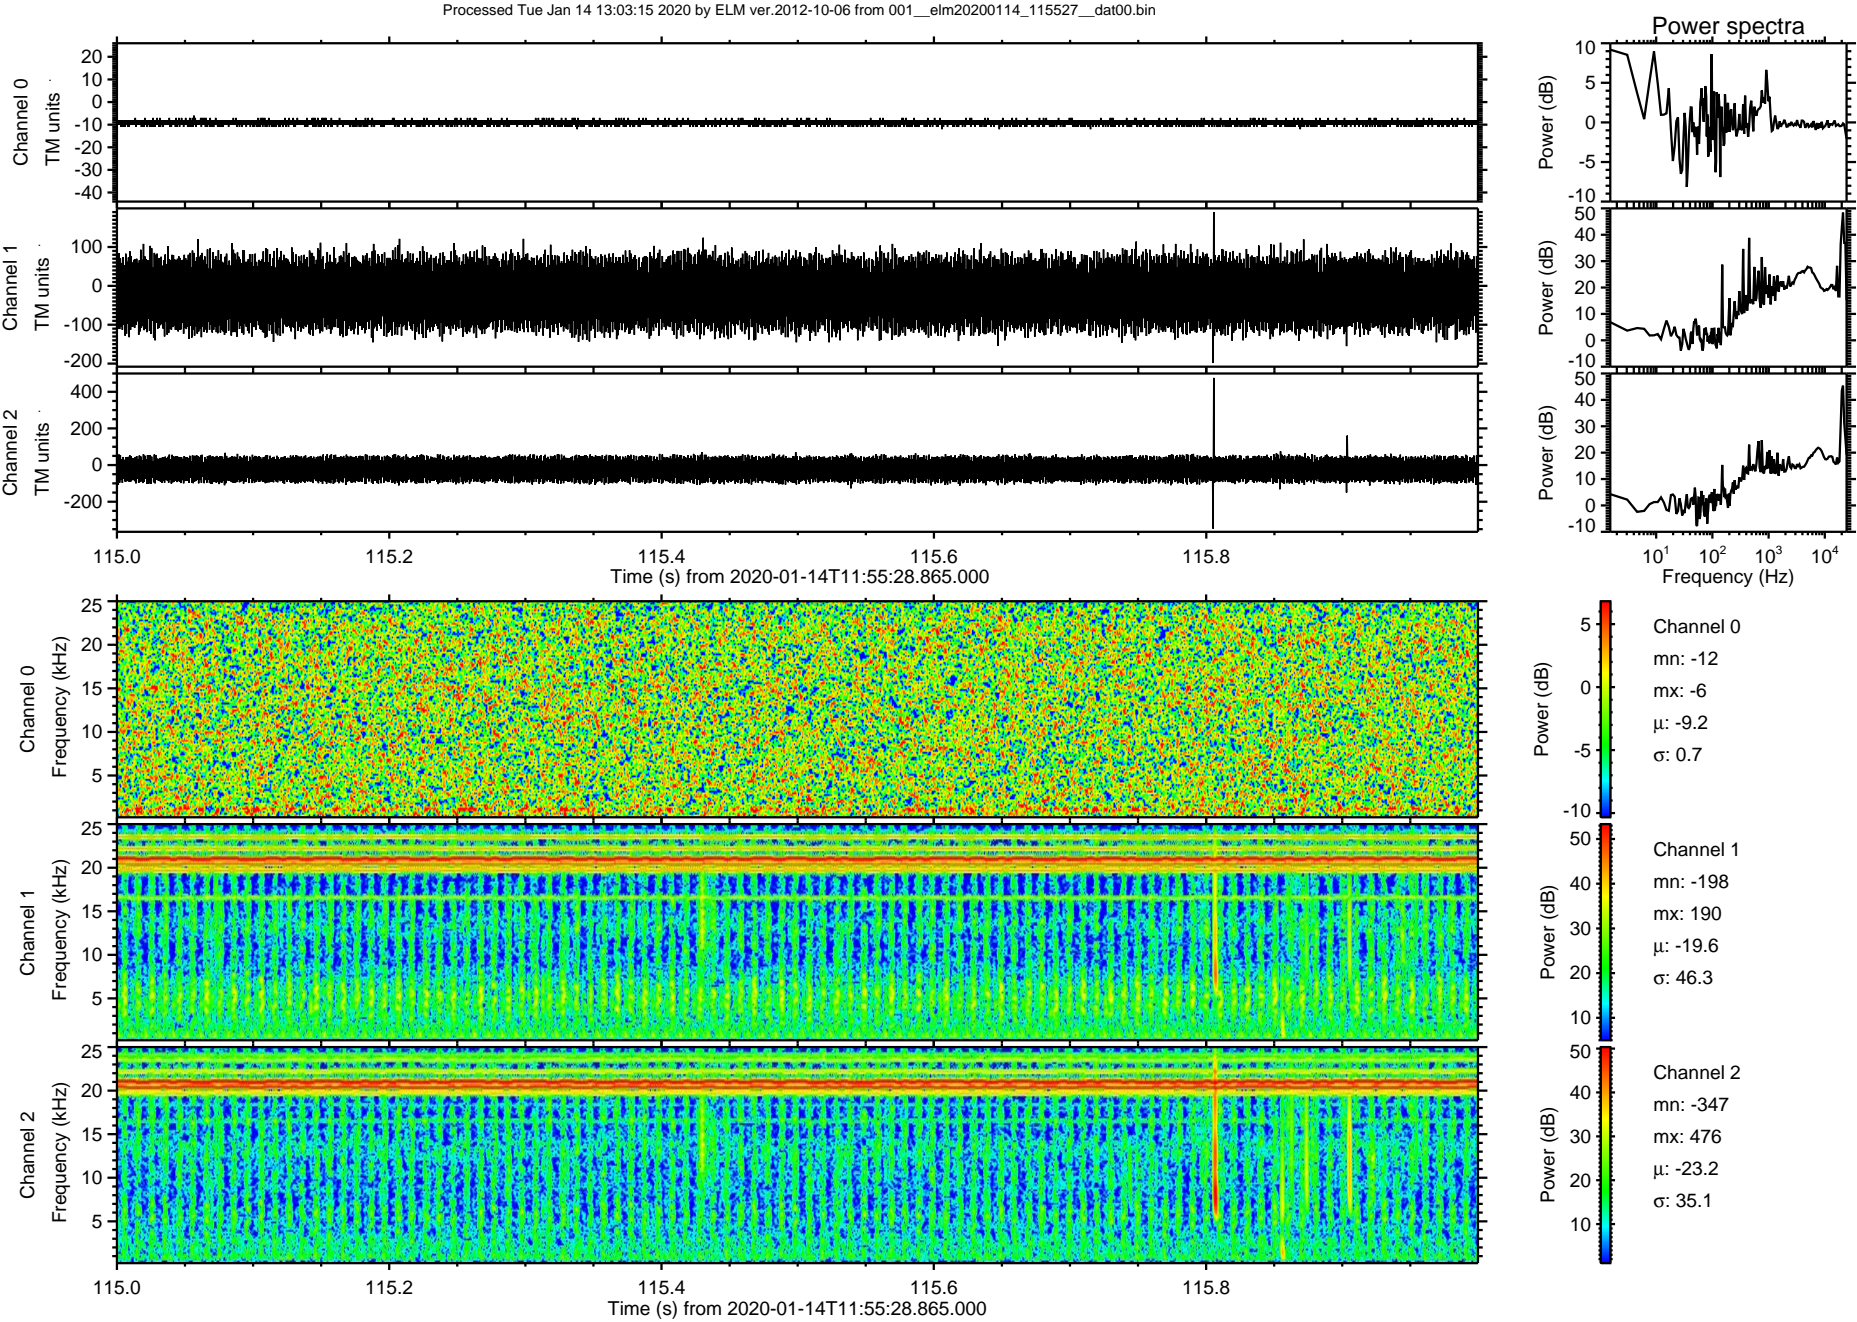 Processed Tue Jan 14 13:03:15 2020 by ELM ver.2012-10-06 from 001__elm20200114_115527__dat00.bin
Power spectra
Channel 0
TM units
20
10
0
-10
-20
-30
-40
Power (dB)
10
5
0
-5
-10
Channel 1
TM units
100
0
-100
-200
Power (dB)
50
40
30
20
10
0
-10
Channel 2
TM units
400
200
0
-200
Power (dB)
50
40
30
20
10
0
-10
115.0 115.2 115.4 115.6 115.8
Time (s) from 2020-01-14T11:55:28.865.000
10^1 10^2 10^3 10^4
Frequency (Hz)
Channel 0
Frequency (kHz)
25
20
15
10
5
Power (dB)
5
0
-5
-10
Channel 0
mn: -12
mx: -6
μ: -9.2
σ: 0.7
Channel 1
Frequency (kHz)
25
20
15
10
5
Power (dB)
50
40
30
20
10
Channel 1
mn: -198
mx: 190
μ: -19.6
σ: 46.3
Channel 2
Frequency (kHz)
25
20
15
10
5
Power (dB)
50
40
30
20
10
Channel 2
mn: -347
mx: 476
μ: -23.2
σ: 35.1
115.0 115.2 115.4 115.6 115.8
Time (s) from 2020-01-14T11:55:28.865.000